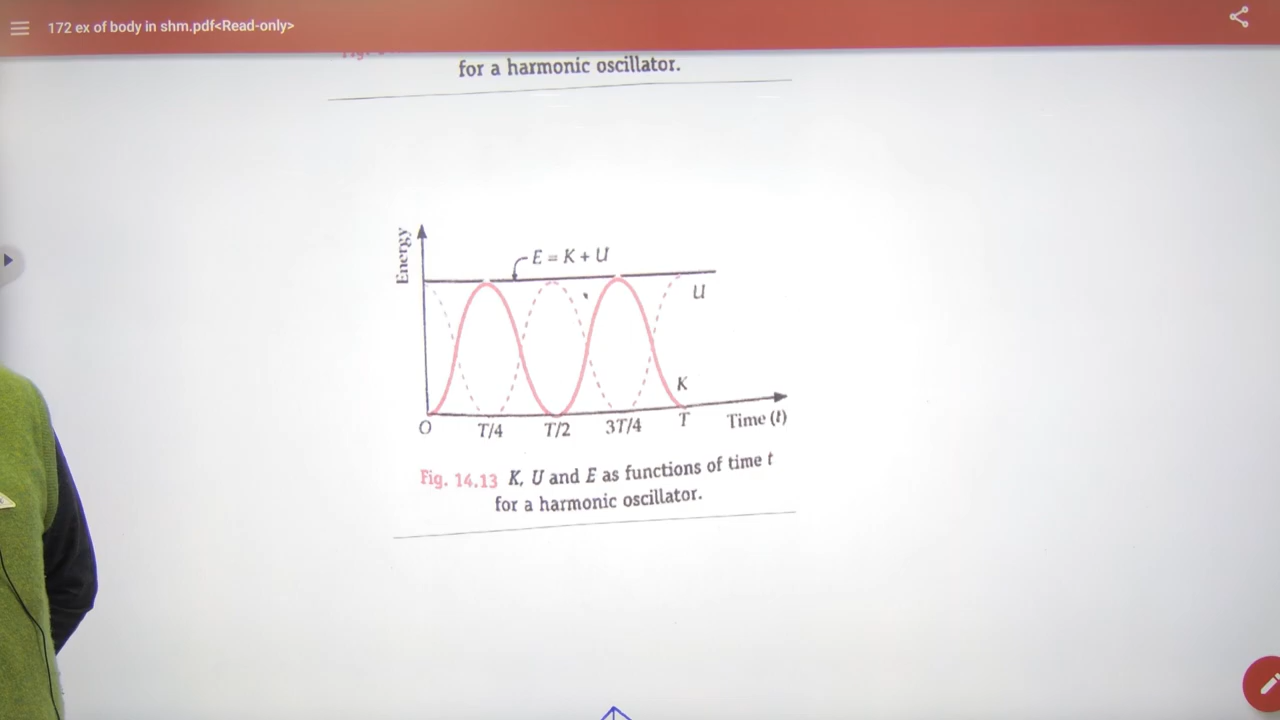 172 ex of body in shm.pdf<Read-only>
for a harmonic oscillator.
Energy
E = K + U
U
K
O T/4 T/2 3T/4 T Time (t)
Fig. 14.13 K, U and E as functions of time t
for a harmonic oscillator.